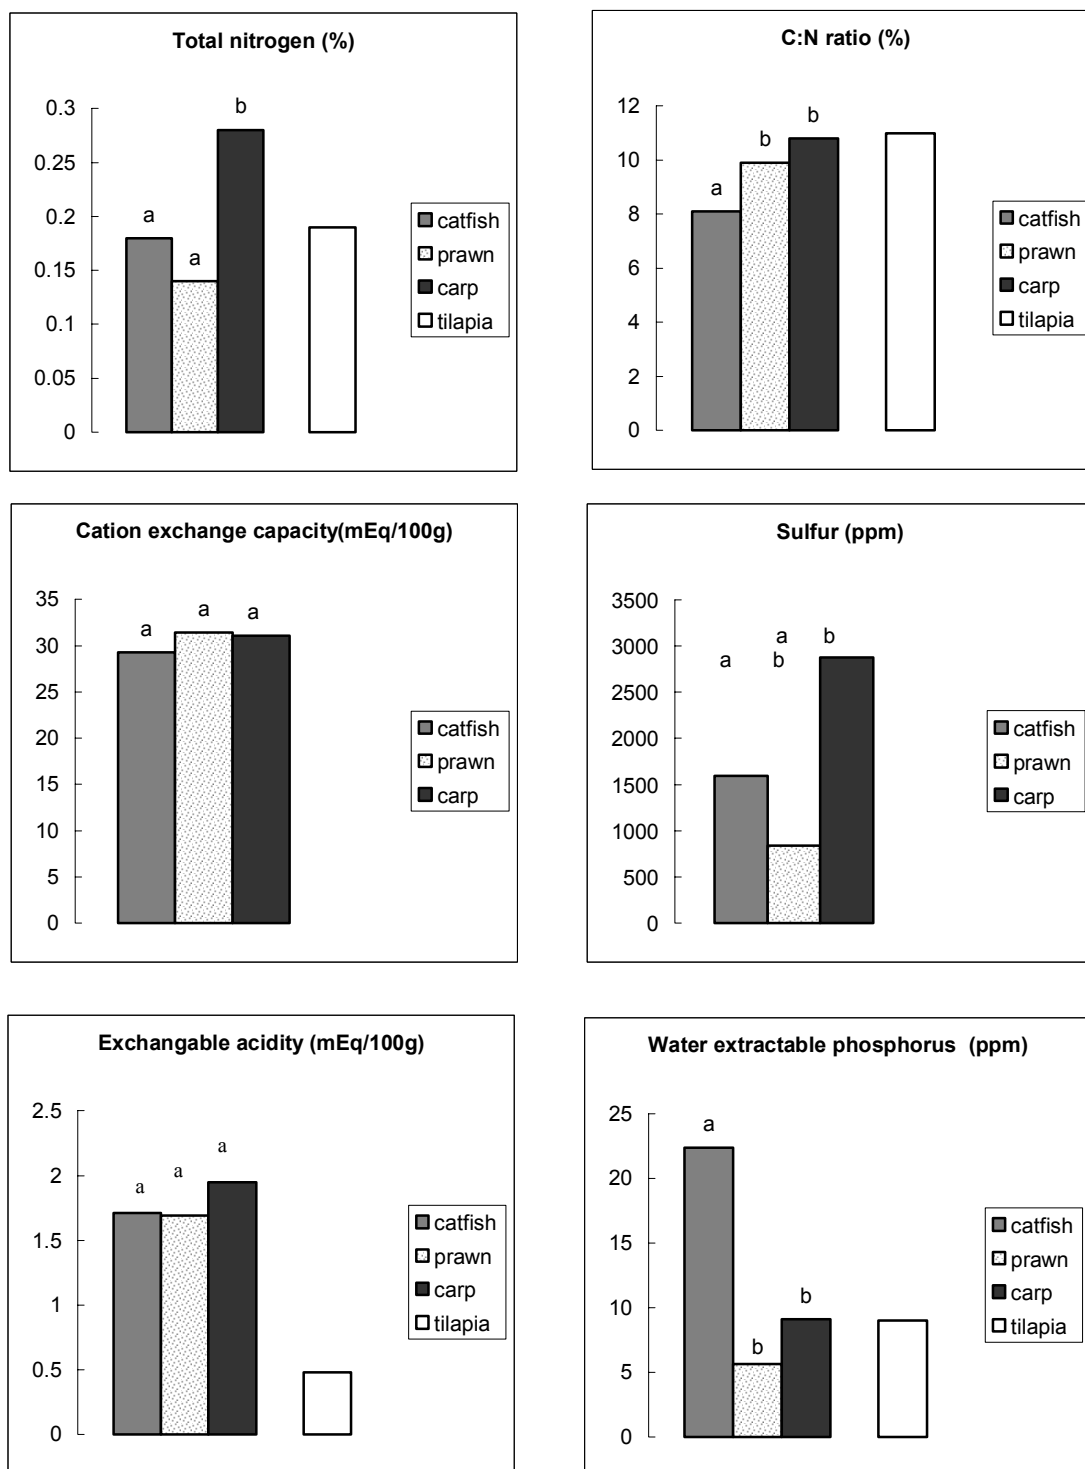 Total nitrogen (%)
0.3
0.25
0.2
0.15
0.1
0.05
0
a
a
b
catfish
prawn
carp
tilapia
C:N ratio (%)
12
10
8
6
4
2
0
a
b
b
catfish
prawn
carp
tilapia
Cation exchange capacity(mEq/100g)
35
30
25
20
15
10
5
0
a
a
a
catfish
prawn
carp
Sulfur (ppm)
3500
3000
2500
2000
1500
1000
500
0
a
a
b
b
catfish
prawn
carp
Exchangable acidity (mEq/100g)
2.5
2
1.5
1
0.5
0
a
a
a
catfish
prawn
carp
tilapia
Water extractable phosphorus (ppm)
25
20
15
10
5
0
a
b
b
catfish
prawn
carp
tilapia